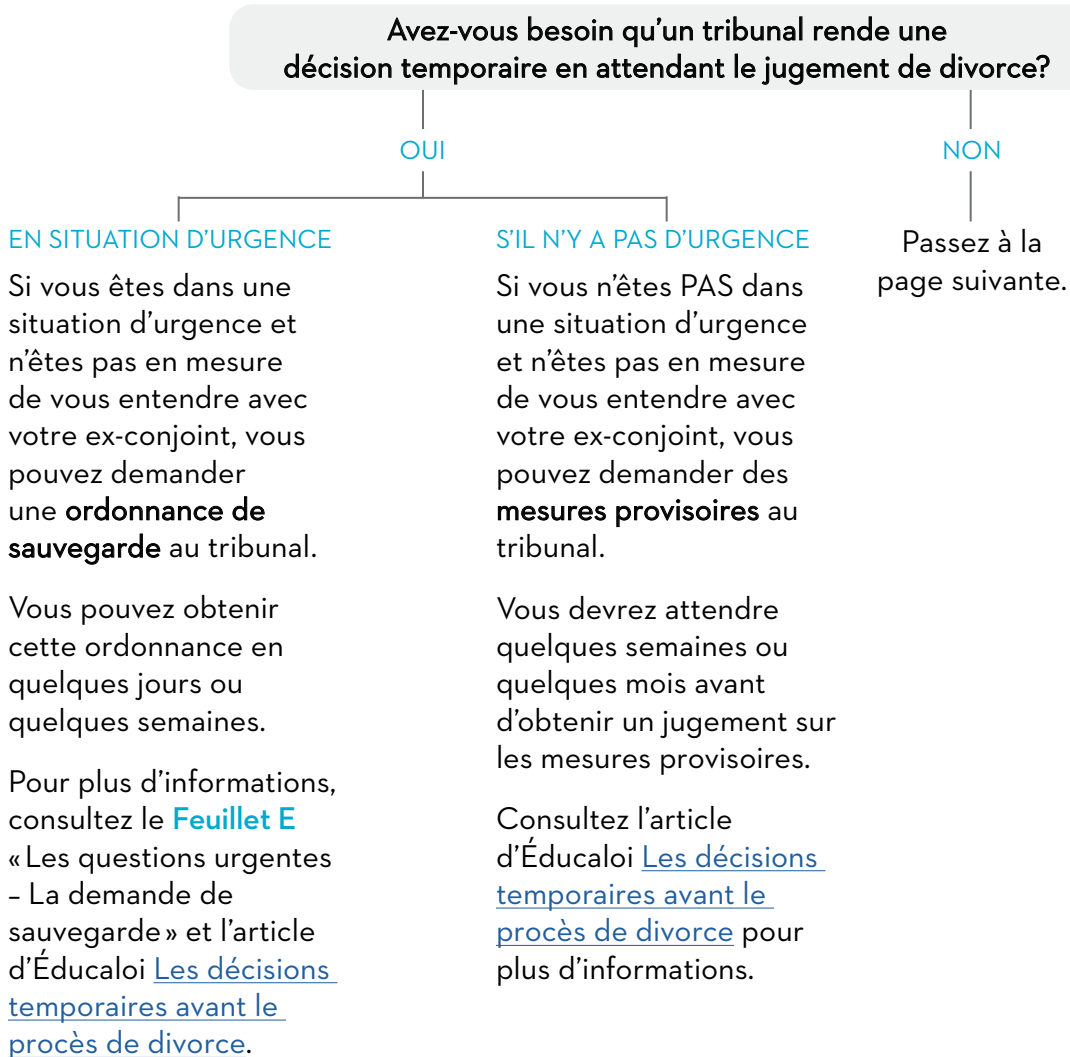 Avez-vous besoin qu’un tribunal rende une
décision temporaire en attendant le jugement de divorce?
OUI
NON
EN SITUATION D’URGENCE
Si vous êtes dans une
situation d’urgence et
n’êtes pas en mesure
de vous entendre avec
votre ex-conjoint, vous
pouvez demander
une ordonnance de
sauvegarde au tribunal.
Vous pouvez obtenir
cette ordonnance en
quelques jours ou
quelques semaines.
Pour plus d’informations,
consultez le Feuillet E
« Les questions urgentes
– La demande de
sauvegarde » et l’article
d’Éducaloi Les décisions
temporaires avant le
procès de divorce.
S’IL N’Y A PAS D’URGENCE
Si vous n’êtes PAS dans
une situation d’urgence
et n’êtes pas en mesure
de vous entendre avec
votre ex-conjoint, vous
pouvez demander des
mesures provisoires au
tribunal.
Vous devrez attendre
quelques semaines ou
quelques mois avant
d’obtenir un jugement sur
les mesures provisoires.
Consultez l’article
d’Éducaloi Les décisions
temporaires avant le
procès de divorce pour
plus d’informations.
Passez à la
page suivante.